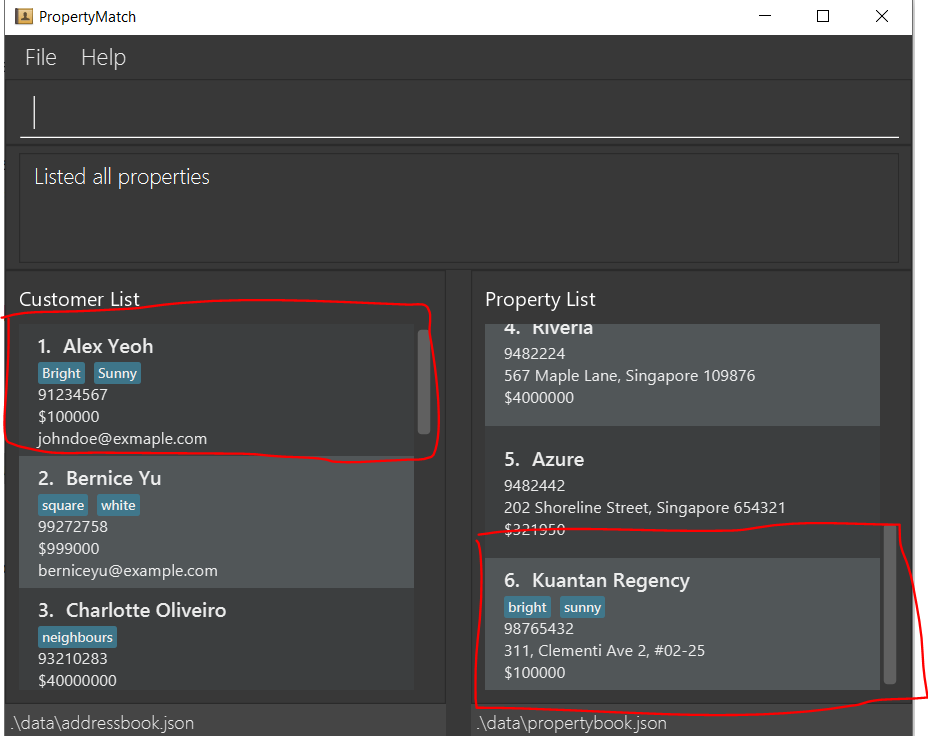 PropertyMatch
File Help
Listed all properties
Customer List
1. Alex Yeoh
Bright Sunny
91234567
$100000
johndoe@exmaple.com
2. Bernice Yu
square white
99272758
$999000
berniceyu@example.com
3. Charlotte Oliveiro
neighbours
93210283
$40000000
.\data\addressbook.json
Property List
4. Riveria
9482224
567 Maple Lane, Singapore 109876
$4000000
5. Azure
9482442
202 Shoreline Street, Singapore 654321
$321950
6. Kuantan Regency
bright sunny
98765432
311, Clementi Ave 2, #02-25
$100000
.\data\propertybook.json